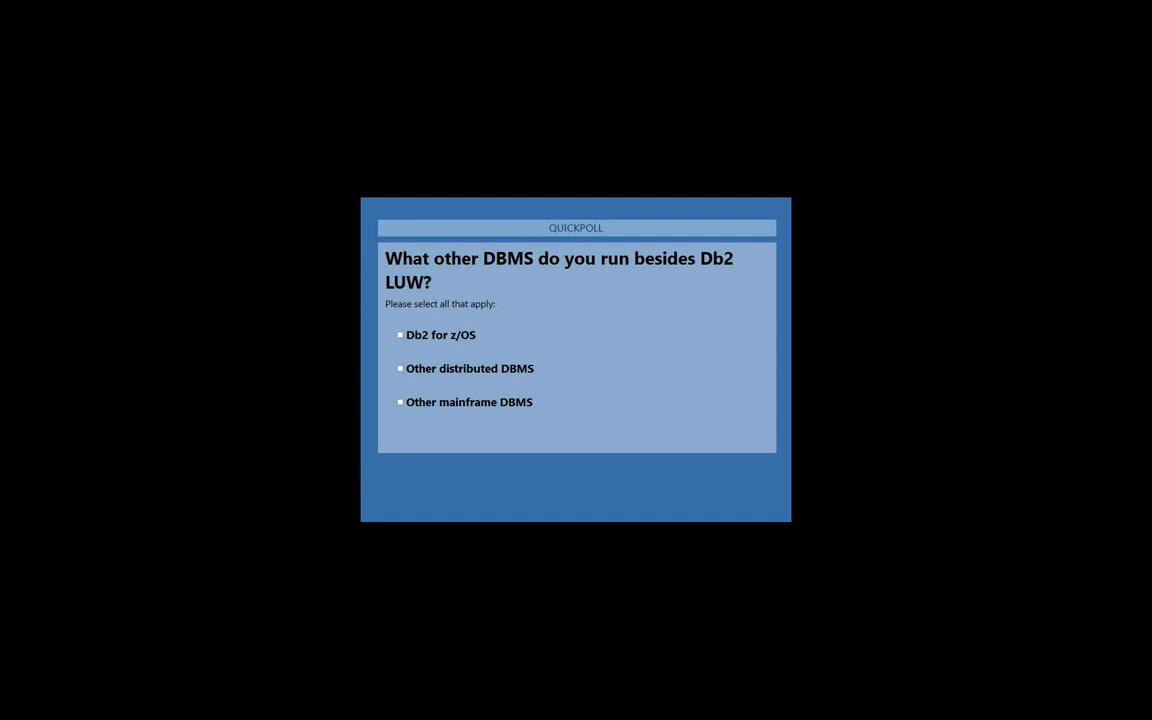 QUICKPOLL
What other DBMS do you run besides Db2
LUW?
Please select all that apply:
Db2 for z/OS
Other distributed DBMS
Other mainframe DBMS